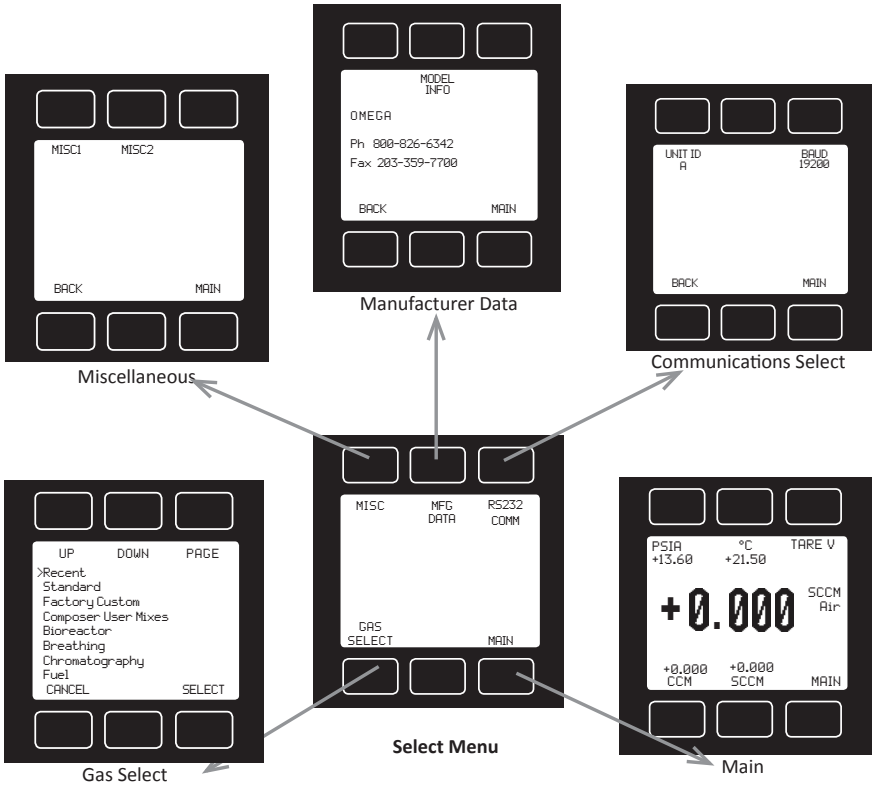 MODEL
INFO
OMEGA
Ph 800-826-6342
Fax 203-359-7700
BACK MAIN
Manufacturer Data
MISC1 MISC2
BACK MAIN
Miscellaneous
UNIT ID BAUD
A 19200
BACK MAIN
Communications Select
MISC MFG RS232
DATA COMM
GAS
SELECT MAIN
Select Menu
UP DOWN PAGE
>Recent
Standard
Factory Custom
Composer User Mixes
Bioreactor
Breathing
Chromatography
Fuel
CANCEL SELECT
Gas Select
PSIA °C TARE V
+13.60 +21.50
+0.000
SCCM
Air
+0.000 +0.000
CCM SCCM MAIN
Main